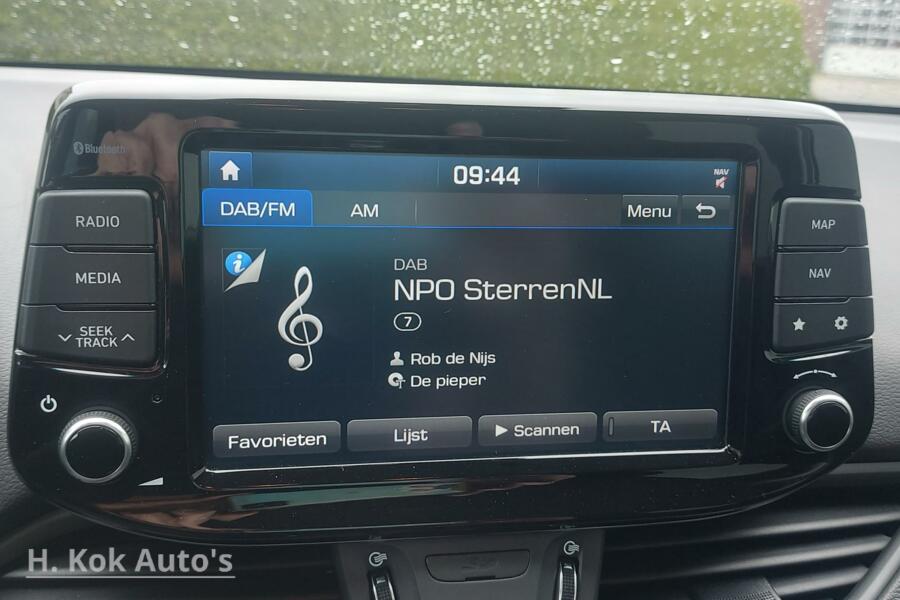 Bluetooth
RADIO
MEDIA
SEEK
TRACK
09:44
NAV
DAB/FM
AM
Menu
DAB
NPO SterrenNL
7
Rob de Nijs
De pieper
Favorieten
Lijst
Scannen
TA
MAP
NAV
H. Kok Auto's